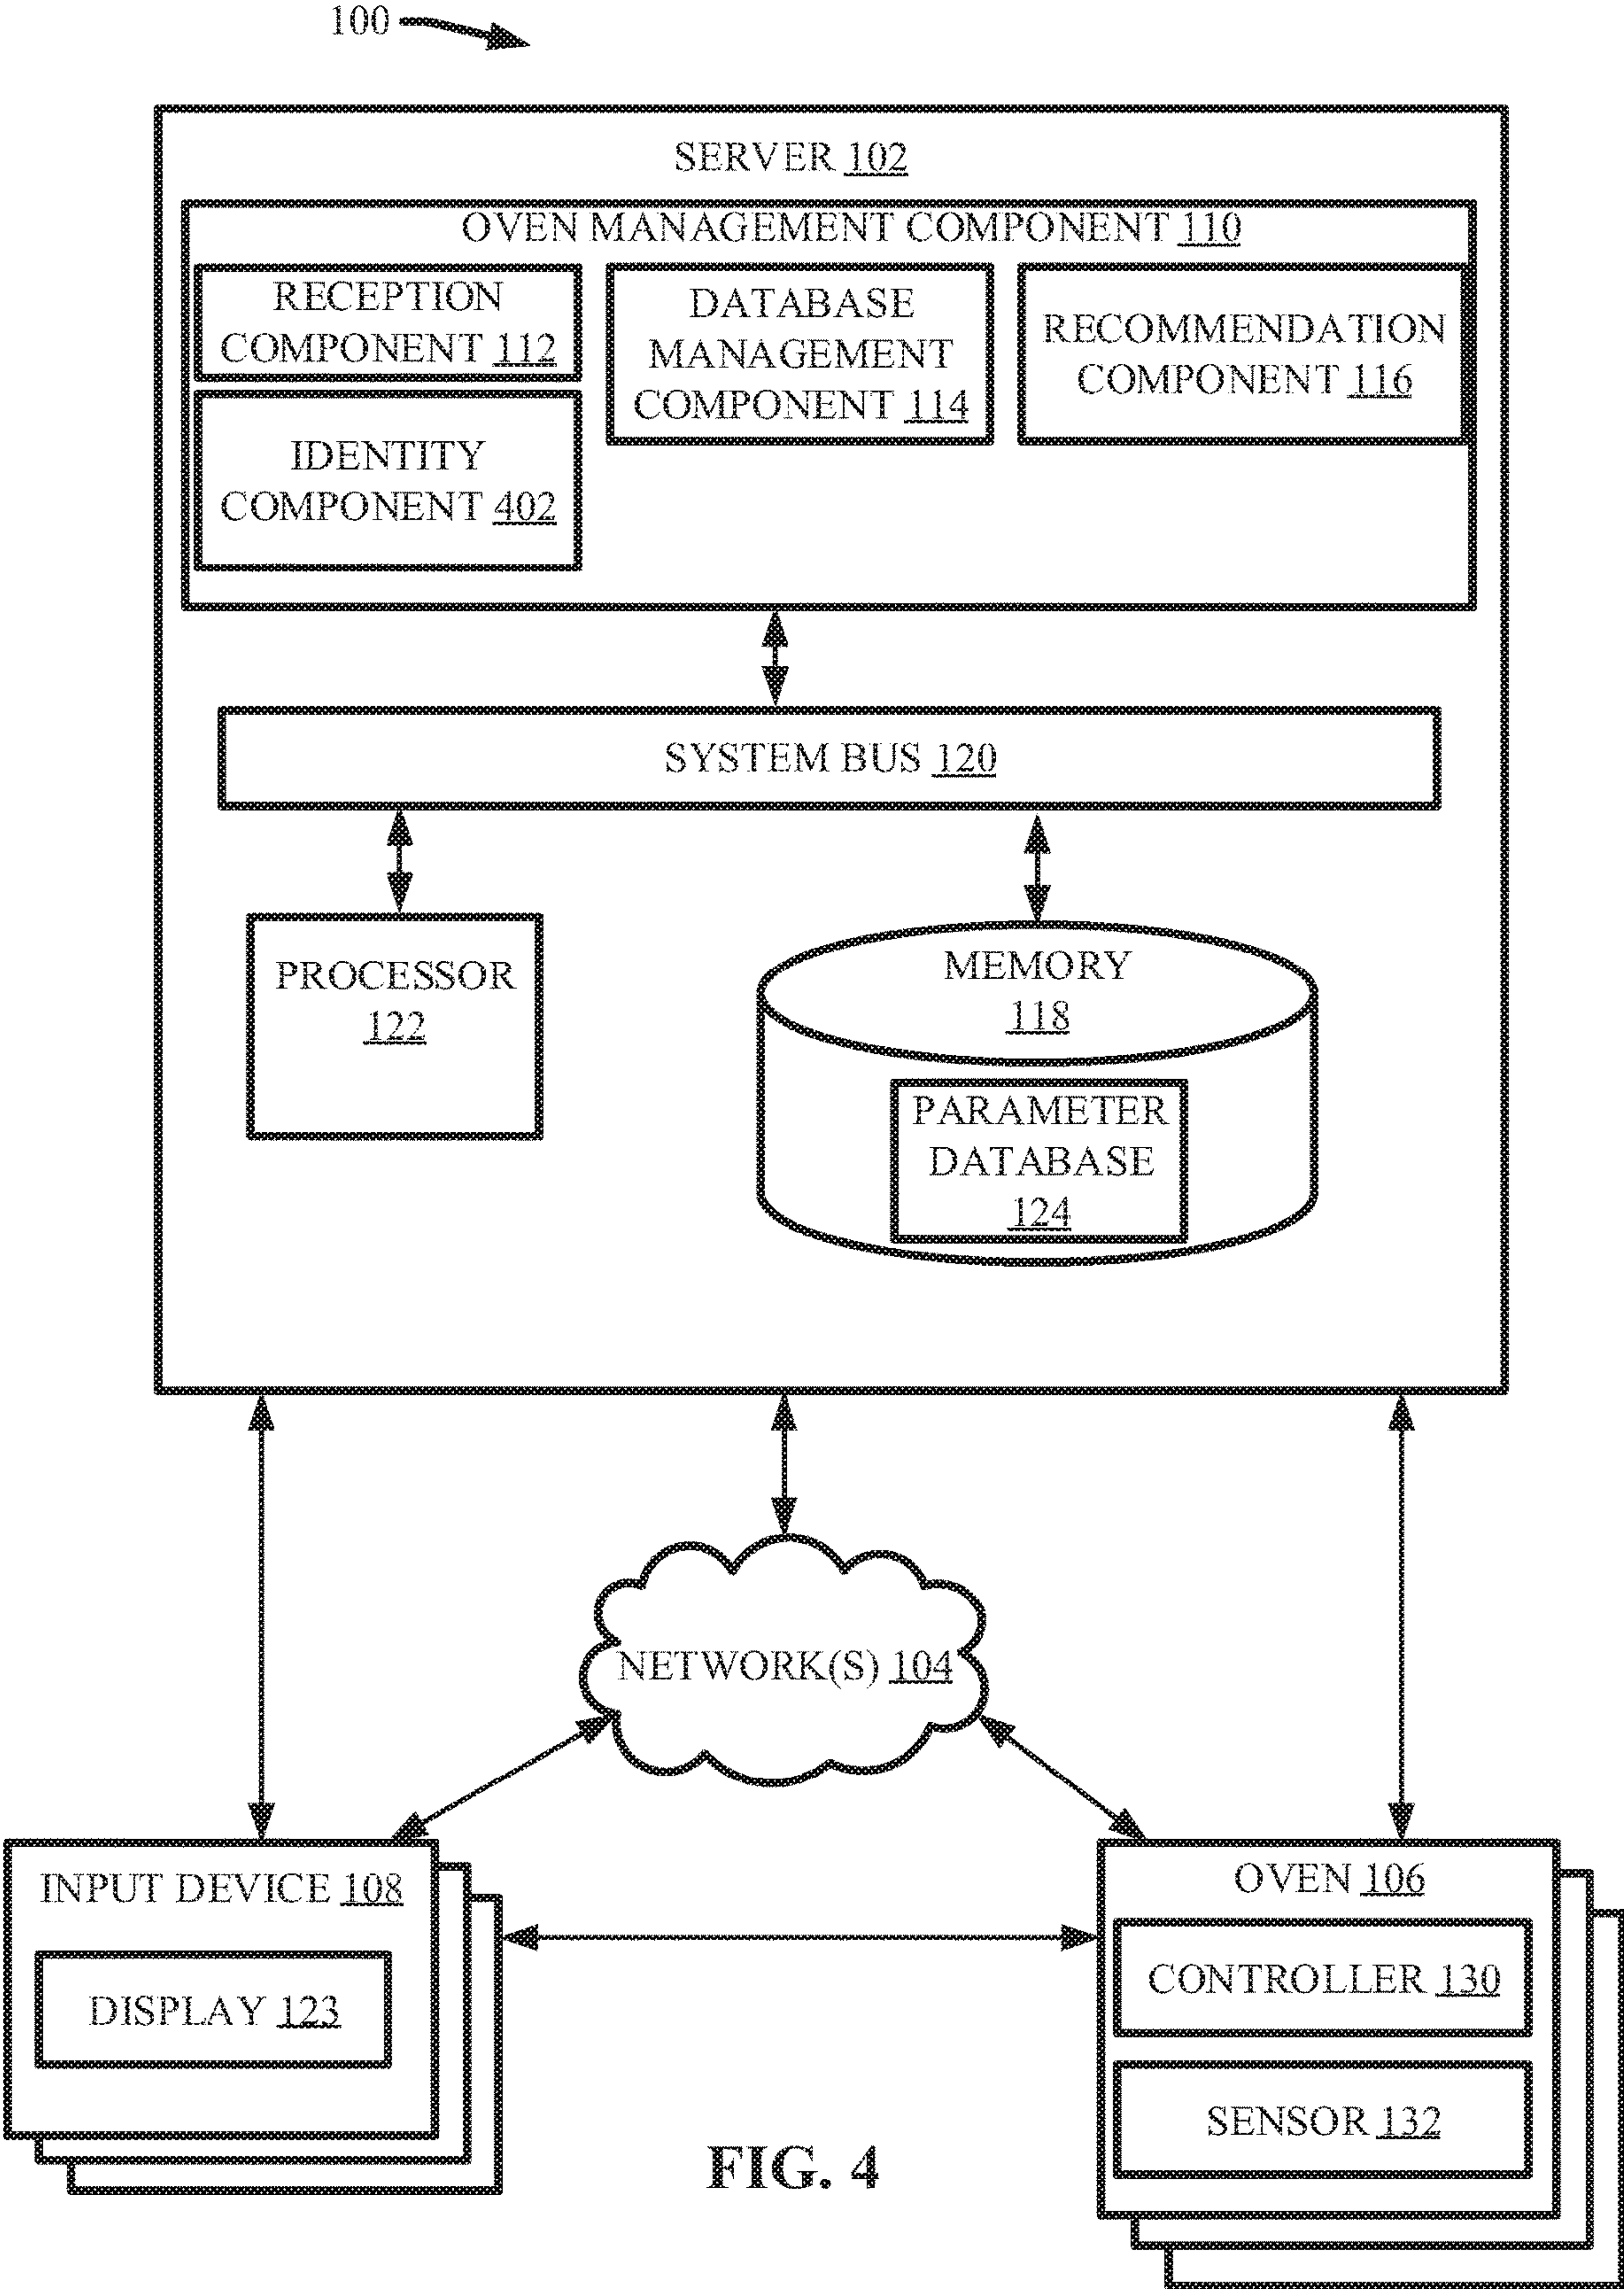 100
SERVER 102
OVEN MANAGEMENT COMPONENT 110
RECEPTION
COMPONENT 112
DATABASE
MANAGEMENT
COMPONENT 114
RECOMMENDATION
COMPONENT 116
IDENTITY
COMPONENT 402
SYSTEM BUS 120
PROCESSOR
122
MEMORY
118
PARAMETER
DATABASE
124
NETWORK(S) 104
INPUT DEVICE 108
DISPLAY 123
OVEN 106
CONTROLLER 130
SENSOR 132
FIG. 4